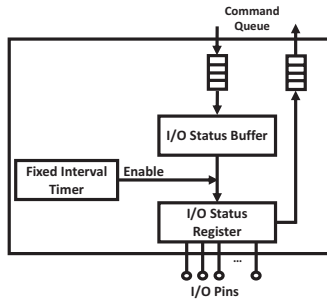 Command
Queue
I/O Status Buffer
Fixed Interval
Timer
Enable
I/O Status
Register
...
I/O Pins